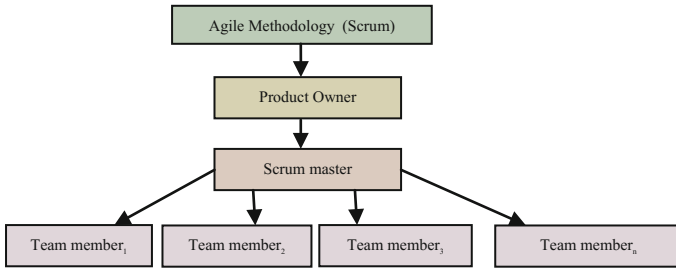 Agile Methodology (Scrum)
Product Owner
Scrum master
Team member₁
Team member₂
Team member₃
Team memberₙ